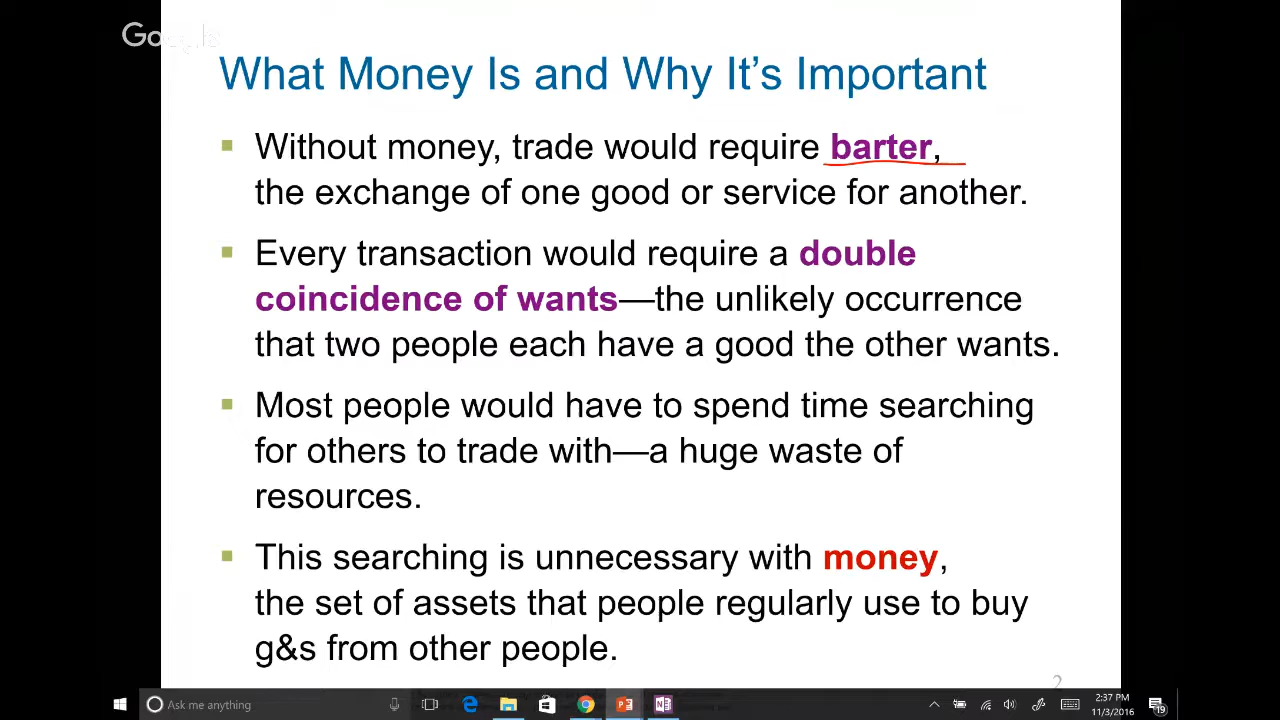 Google
What Money Is and Why It's Important
▪ Without money, trade would require barter,
the exchange of one good or service for another.
▪ Every transaction would require a double
coincidence of wants—the unlikely occurrence
that two people each have a good the other wants.
▪ Most people would have to spend time searching
for others to trade with—a huge waste of
resources.
▪ This searching is unnecessary with money,
the set of assets that people regularly use to buy
g&s from other people.
2
Ask me anything
2:37 PM
11/3/2016
19